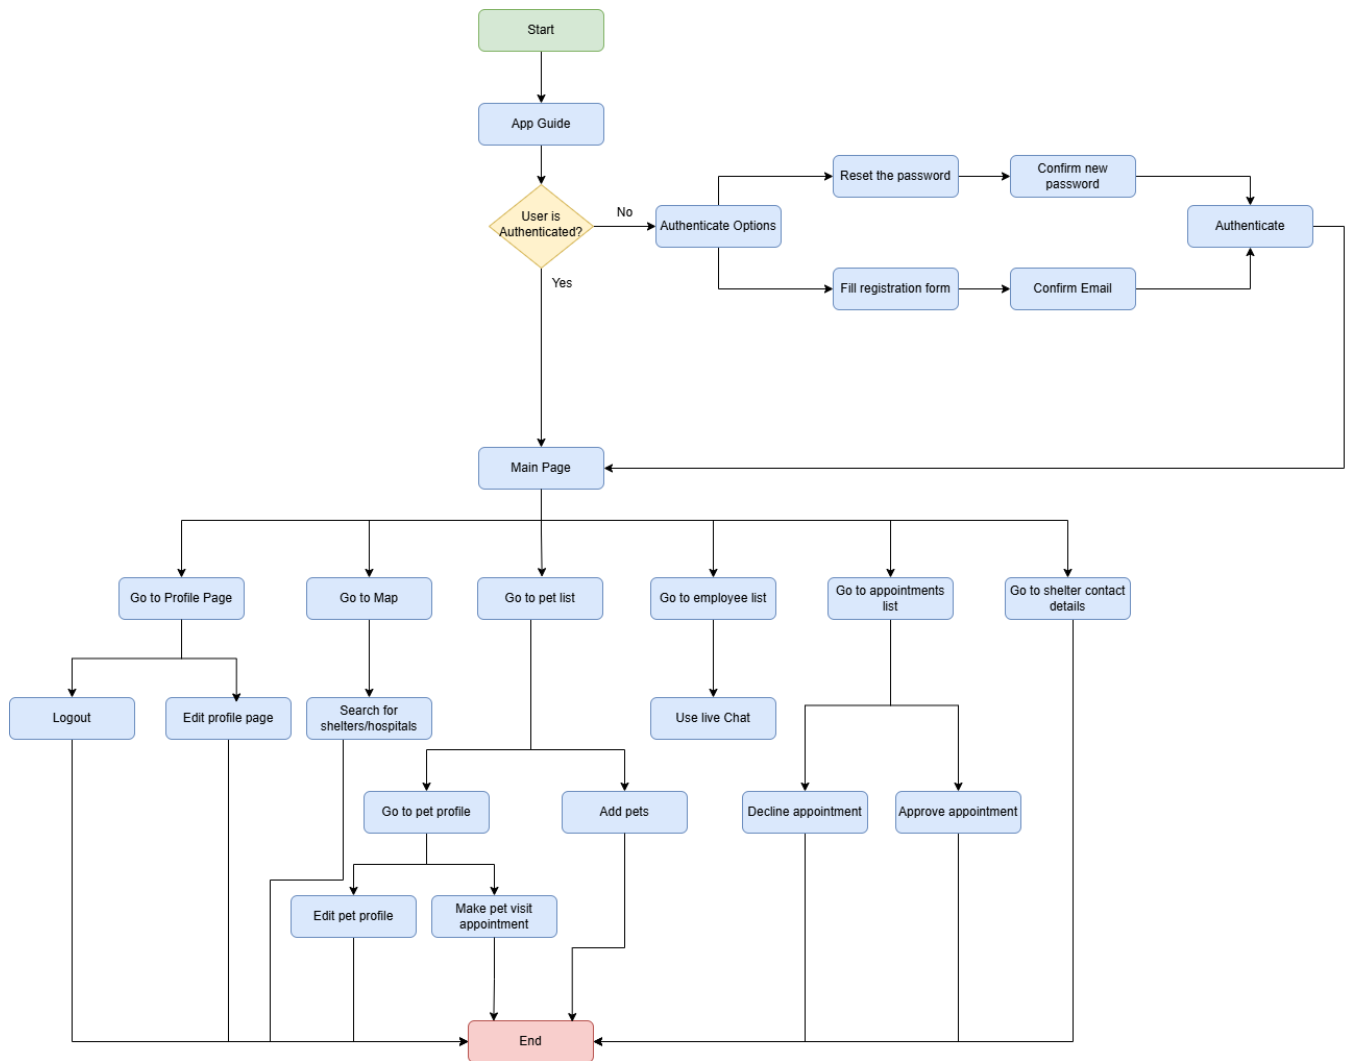 Start
App Guide
User is
Authenticated?
No
Yes
Authenticate Options
Reset the password
Confirm new
password
Authenticate
Fill registration form
Confirm Email
Main Page
Go to Profile Page
Go to Map
Go to pet list
Go to employee list
Go to appointments
list
Go to shelter contact
details
Logout
Edit profile page
Search for
shelters/hospitals
Use live Chat
Go to pet profile
Add pets
Decline appointment
Approve appointment
Edit pet profile
Make pet visit
appointment
End